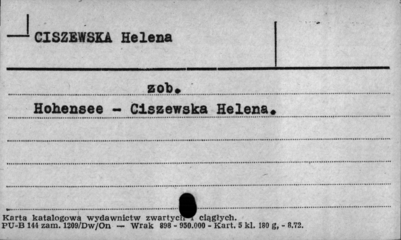 CISZEWSKA Helena
zob.
Hohensee - Ciszewska Helena.
Karta katalogowa wydawnictw zwartych i ciągłych.
PU-B 144 zam. 1209/Dw/On — Wrak 898 - 950.000 - Kart. 5 kl. 180 g, - 8.72.